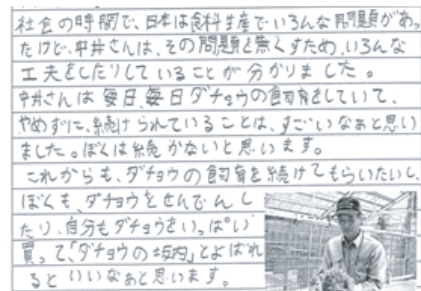 社会の時間で、日本は食料生産でいろんな問題があっ
たけど、中井さんは、その問題を無くすため、いろんな
工夫をしたりしていることが分かりました。
中井さんは毎日、毎日ダチョウの飼育をしていて、
やめずに、続けられていることは、すごいなぁと思い
ました。ぼくは続かないと思います。
これからも、ダチョウの飼育を続けてもらいたいし、
ぼくも、ダチョウをせんでんし
たり、自分もダチョウをいっぱい
買って、「ダチョウの坂内」とよばれ
るといいなぁと思います。